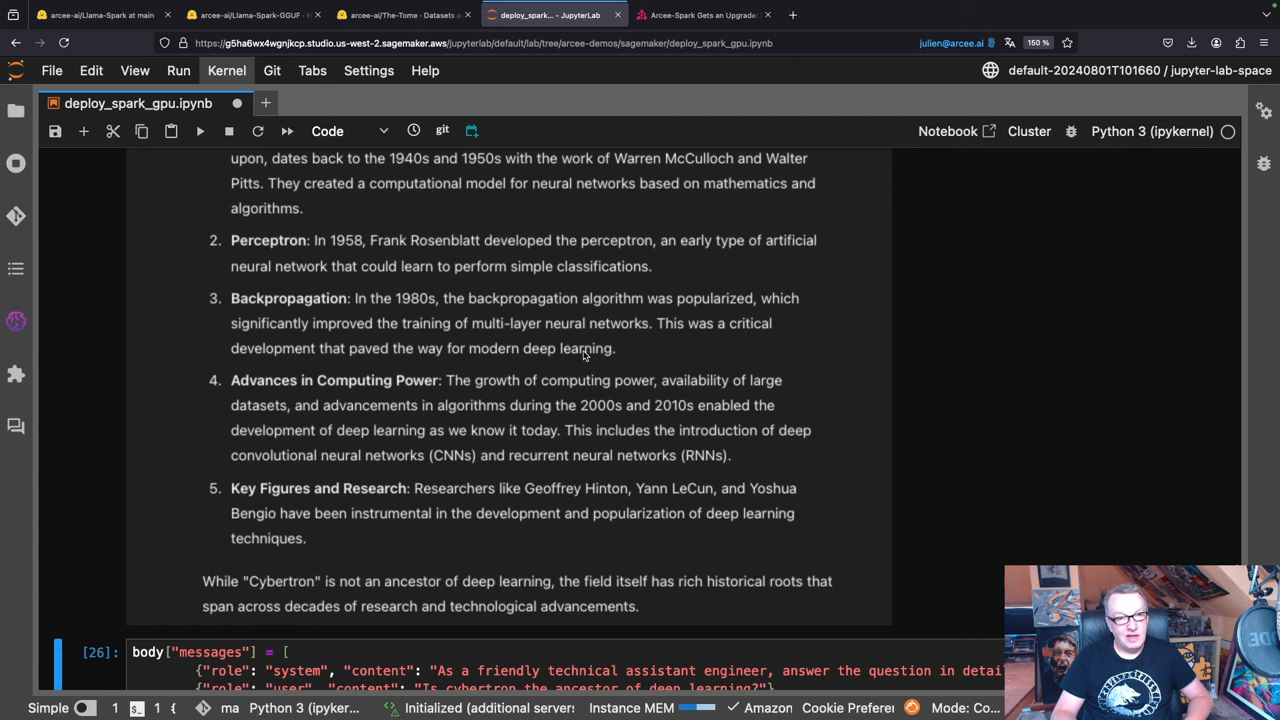 arcee-ai/Llama-Spark at main
arcee-ai/Llama-Spark-GGUF · H
arcee-ai/The-Tome · Datasets a
deploy_spark... - JupyterLab
Arcee-Spark Gets an Upgrade:
https://g5ha6wx4wgnjkcp.studio.us-west-2.sagemaker.aws/jupyterlab/default/lab/tree/arcee-demos/sagemaker/deploy_spark_gpu.ipynb
julien@arcee.ai
150 %
File Edit View Run Kernel Git Tabs Settings Help
default-20240801T101660 / jupyter-lab-space
deploy_spark_gpu.ipynb
Code
git
Notebook
Cluster
Python 3 (ipykernel)
upon, dates back to the 1940s and 1950s with the work of Warren McCulloch and Walter
Pitts. They created a computational model for neural networks based on mathematics and
algorithms.
2. Perceptron: In 1958, Frank Rosenblatt developed the perceptron, an early type of artificial
neural network that could learn to perform simple classifications.
3. Backpropagation: In the 1980s, the backpropagation algorithm was popularized, which
significantly improved the training of multi-layer neural networks. This was a critical
development that paved the way for modern deep learning.
4. Advances in Computing Power: The growth of computing power, availability of large
datasets, and advancements in algorithms during the 2000s and 2010s enabled the
development of deep learning as we know it today. This includes the introduction of deep
convolutional neural networks (CNNs) and recurrent neural networks (RNNs).
5. Key Figures and Research: Researchers like Geoffrey Hinton, Yann LeCun, and Yoshua
Bengio have been instrumental in the development and popularization of deep learning
techniques.
While "Cybertron" is not an ancestor of deep learning, the field itself has rich historical roots that
span across decades of research and technological advancements.
[26]: body["messages"] = [
{"role": "system", "content": "As a friendly technical assistant engineer, answer the question in detai
{"role": "user", "content": "Is cybertron the ancestor of deep learning?"}
Simple 1 1 ma Python 3 (ipyker... Initialized (additional servers Instance MEM Amazon Cookie Preferen Mode: Co...